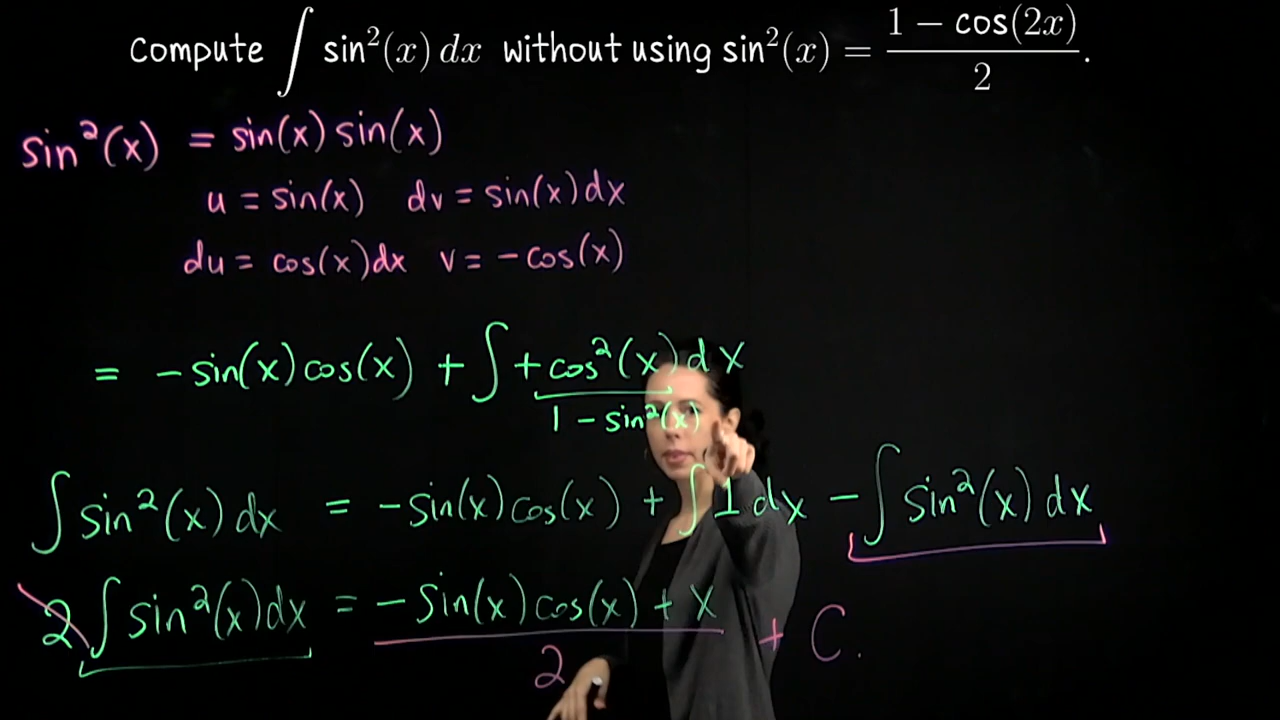 Compute ∫ sin²(x) dx without using sin²(x) = (1 − cos(2x))/2.
sin²(x) = sin(x) sin(x)
u = sin(x) dv = sin(x) dx
du = cos(x)dx v = −cos(x)
= −sin(x) cos(x) + ∫ + cos²(x) dx
1 − sin²(x)
∫ sin²(x) dx = −sin(x) cos(x) + ∫ 1 dx − ∫ sin²(x) dx
2 ∫ sin²(x) dx = (−sin(x) cos(x) + x)/2 + C.